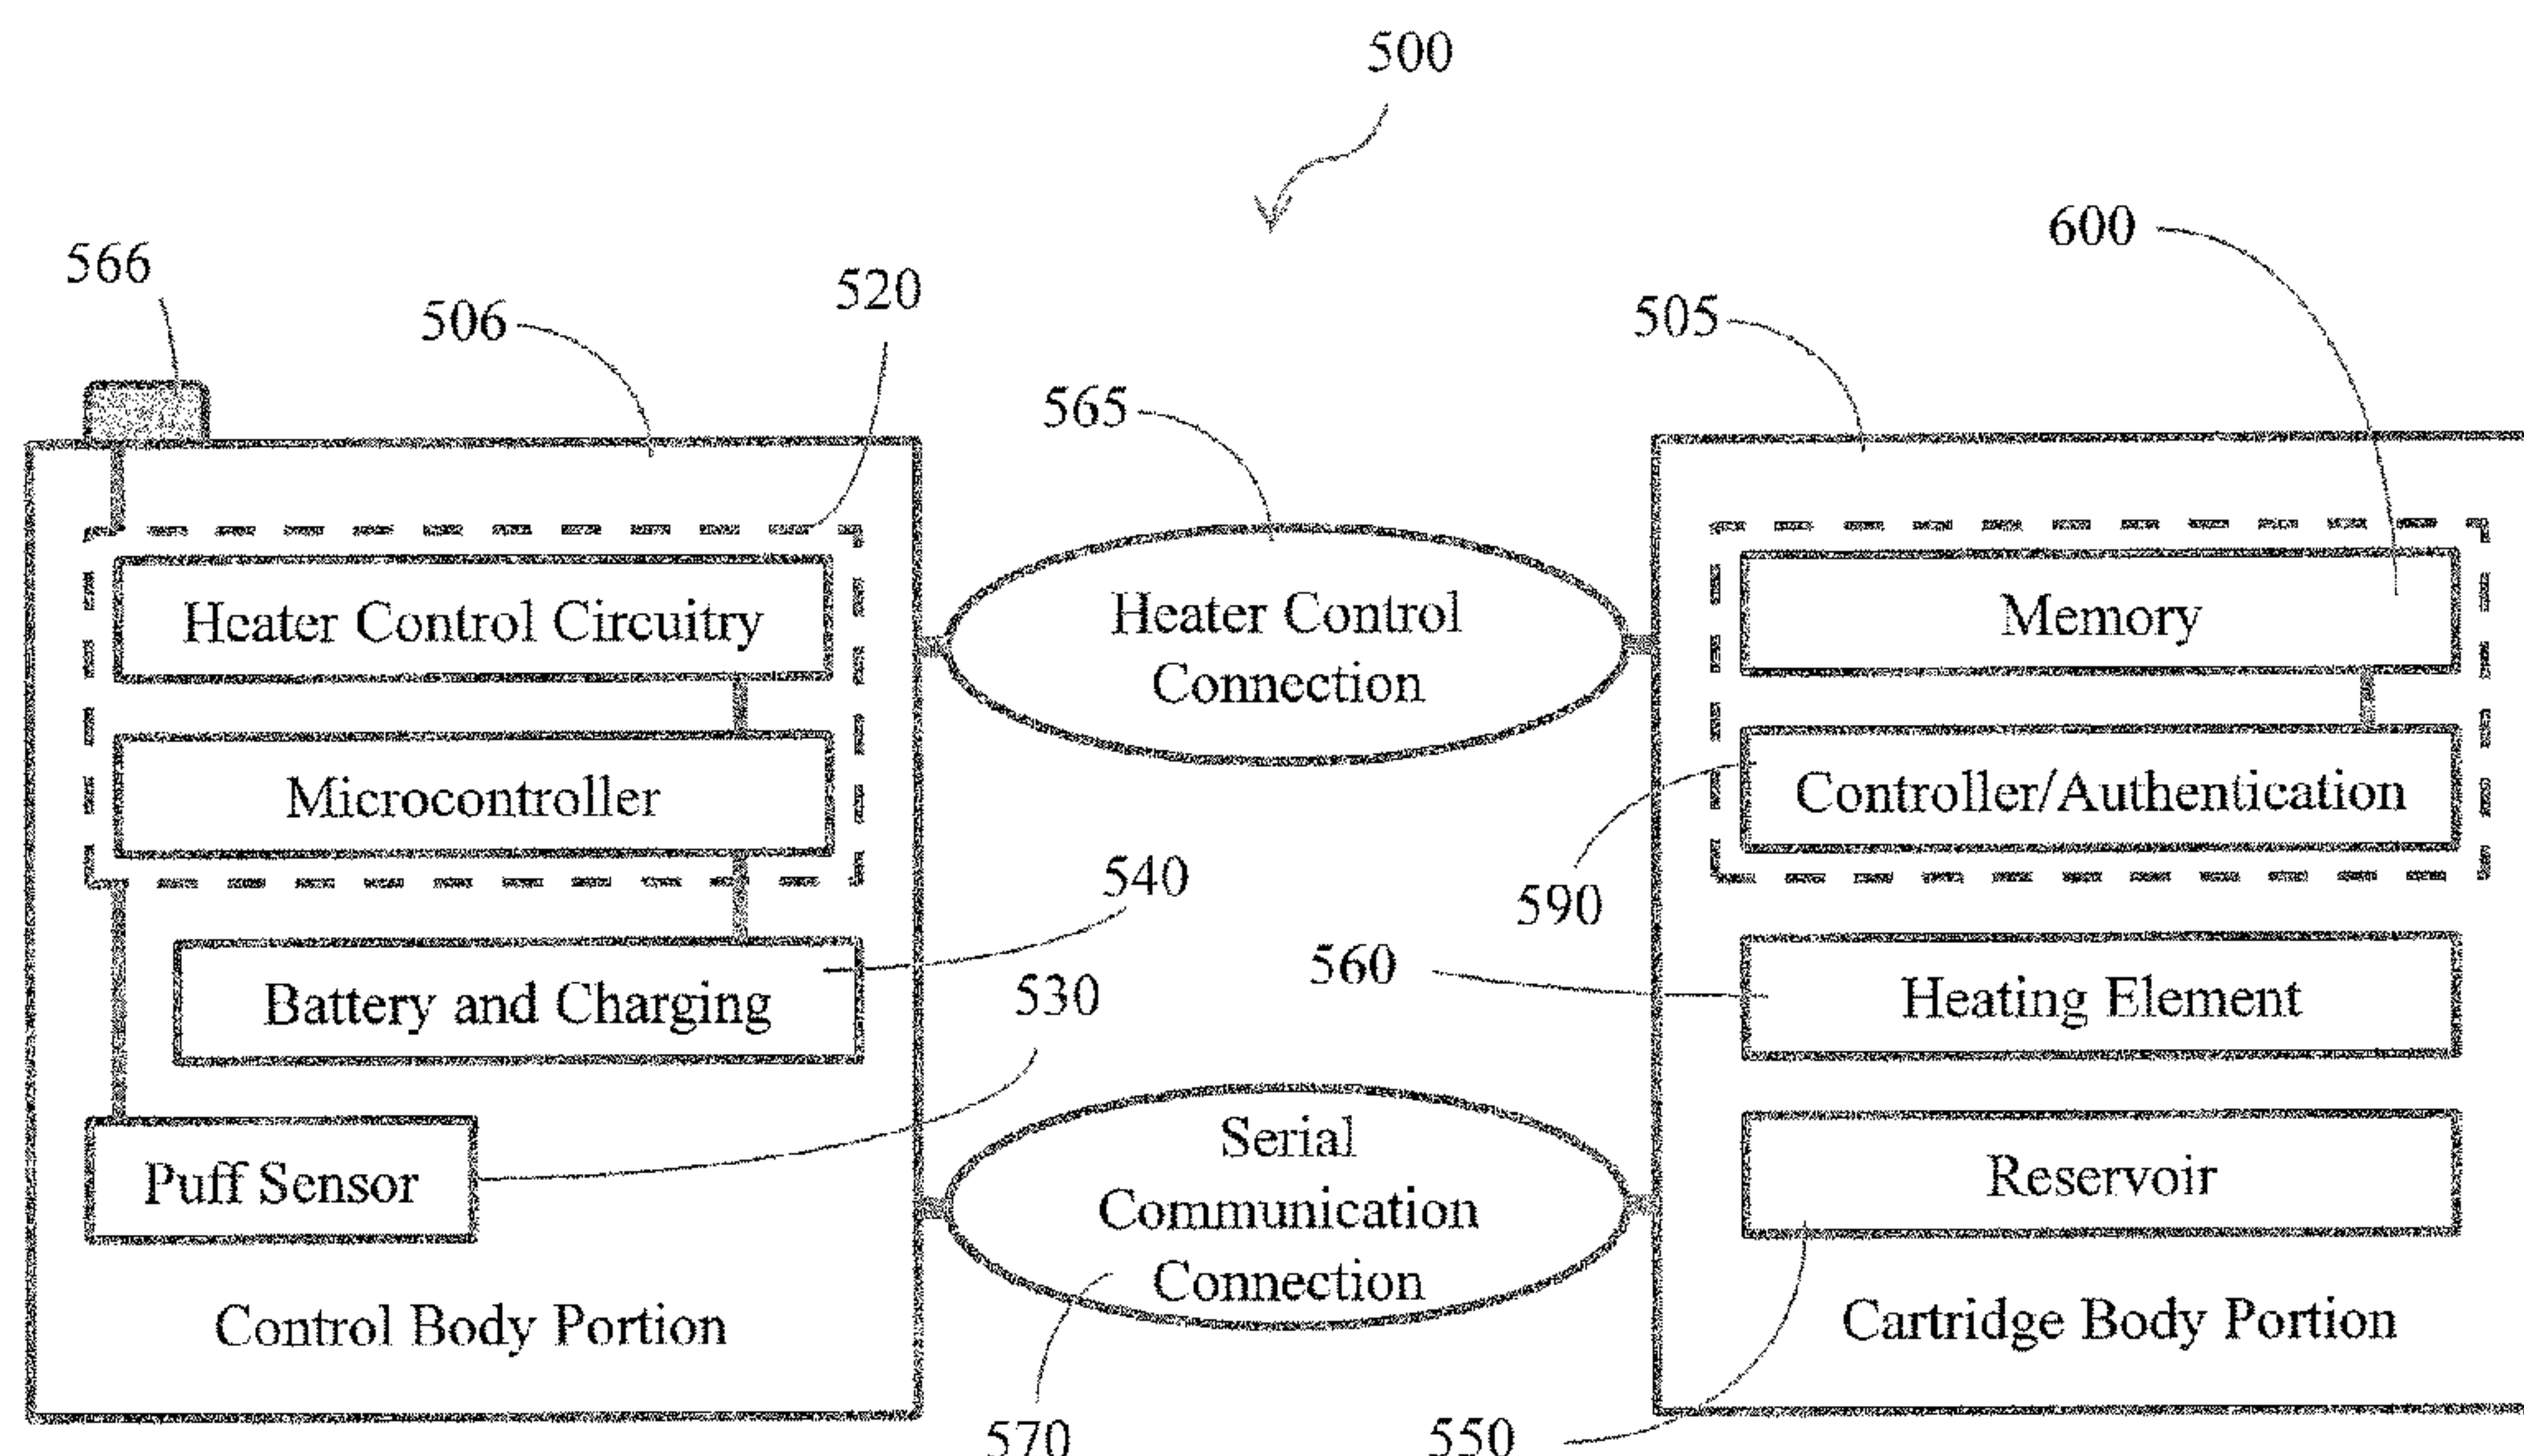 500
600
566
506
520
505
565
Heater Control Circuitry
Heater Control
Connection
Memory
Microcontroller
Controller/Authentication
540
590
560
530
Battery and Charging
Heating Element
Puff Sensor
Serial
Communication
Connection
Reservoir
Control Body Portion
Cartridge Body Portion
570
550